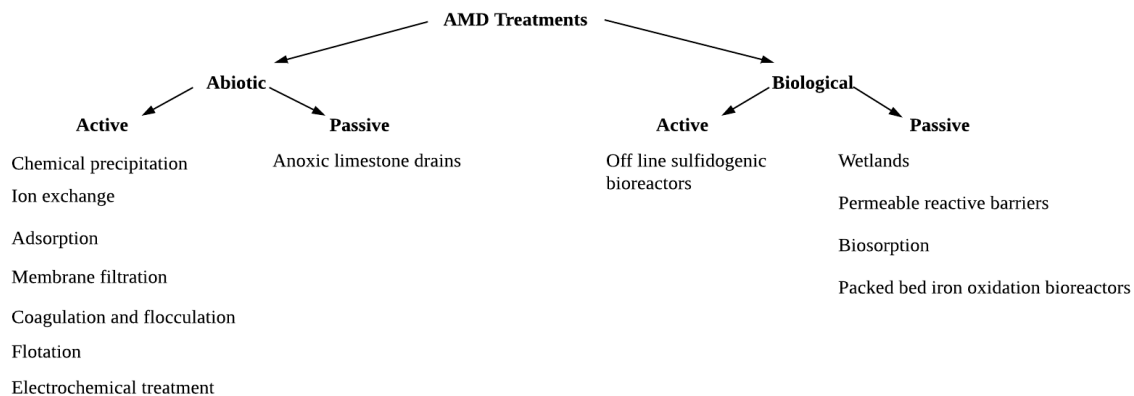 AMD Treatments
Abiotic
Biological
Active
Passive
Active
Passive
Chemical precipitation
Ion exchange
Adsorption
Membrane filtration
Coagulation and flocculation
Flotation
Electrochemical treatment
Anoxic limestone drains
Off line sulfidogenic
bioreactors
Wetlands
Permeable reactive barriers
Biosorption
Packed bed iron oxidation bioreactors